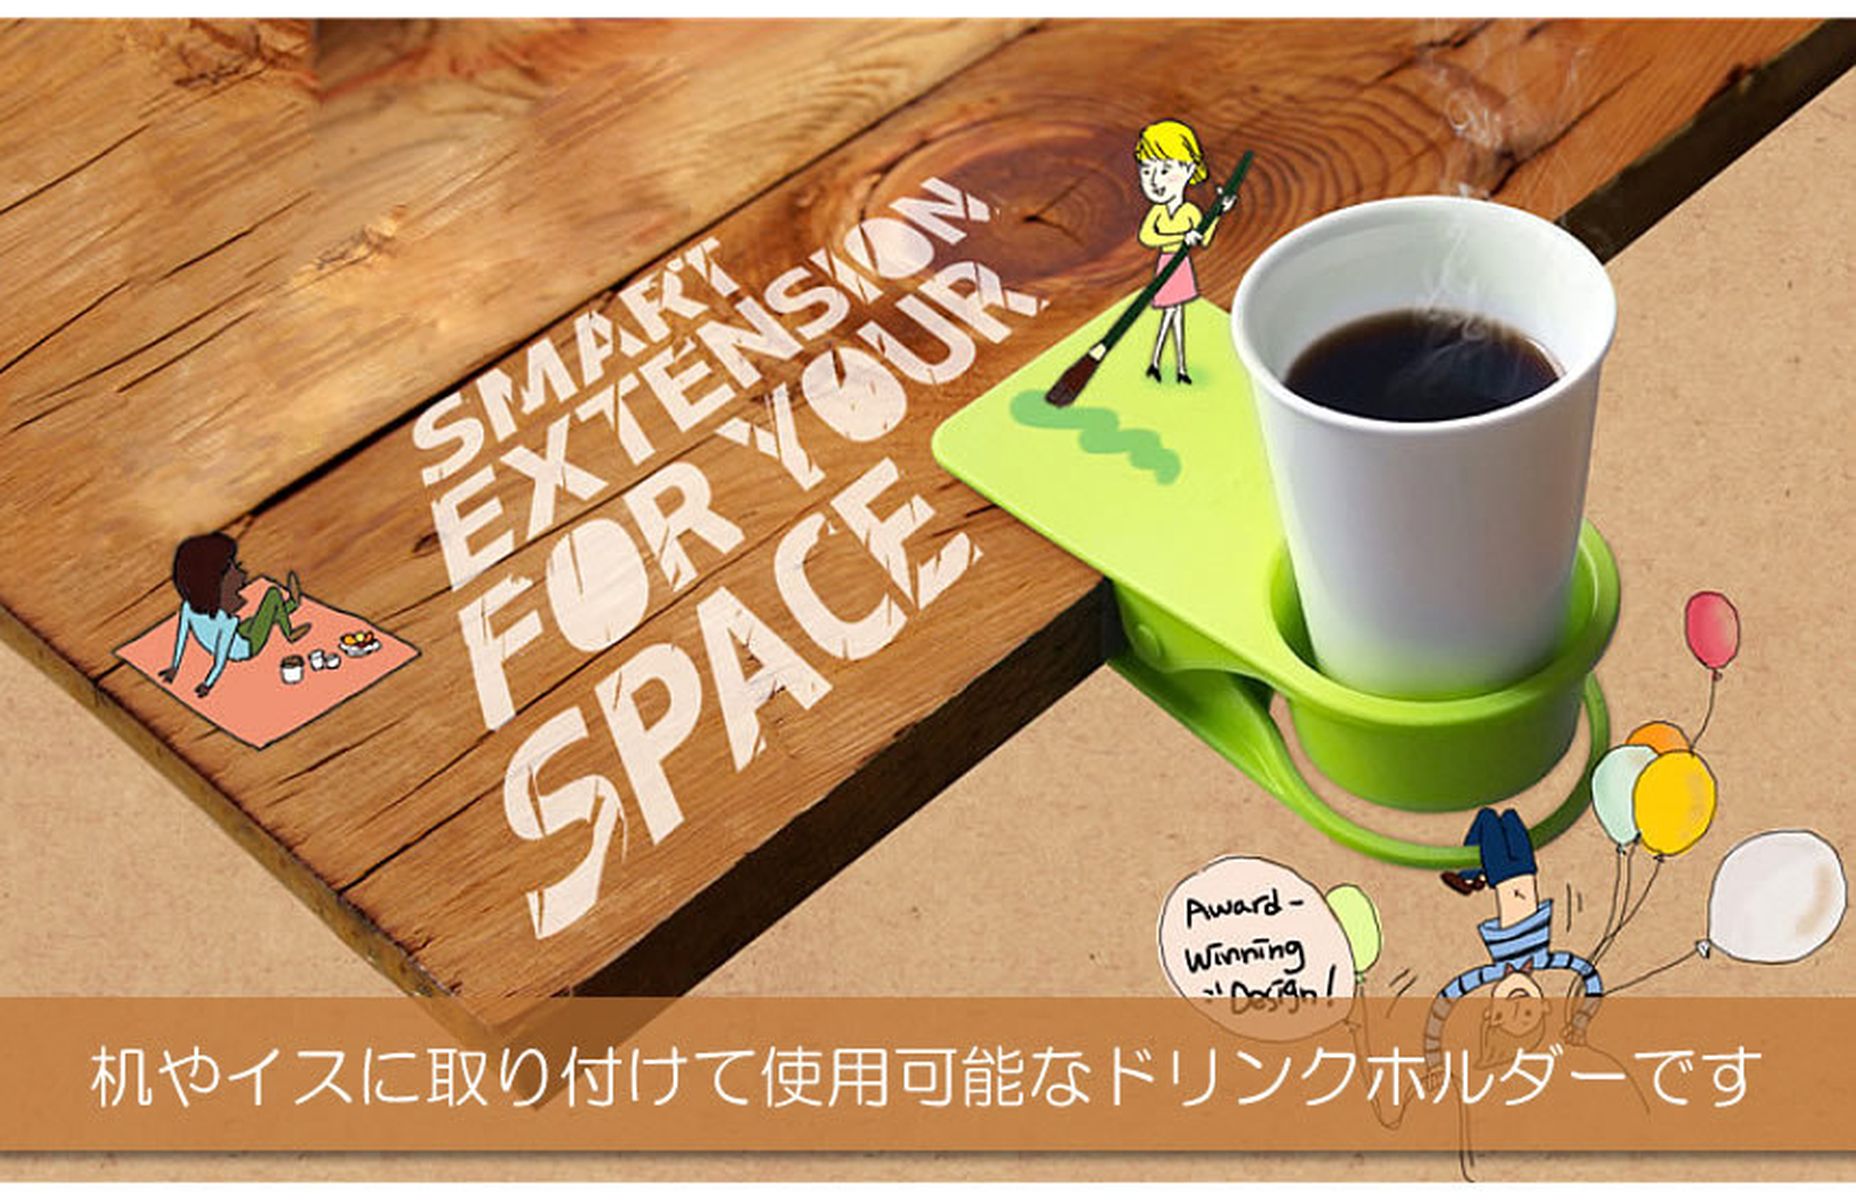 SMART
EXTENSION
FOR YOUR
SPACE
Award-
Winning
Design!
机やイスに取り付けて使用可能なドリンクホルダーです